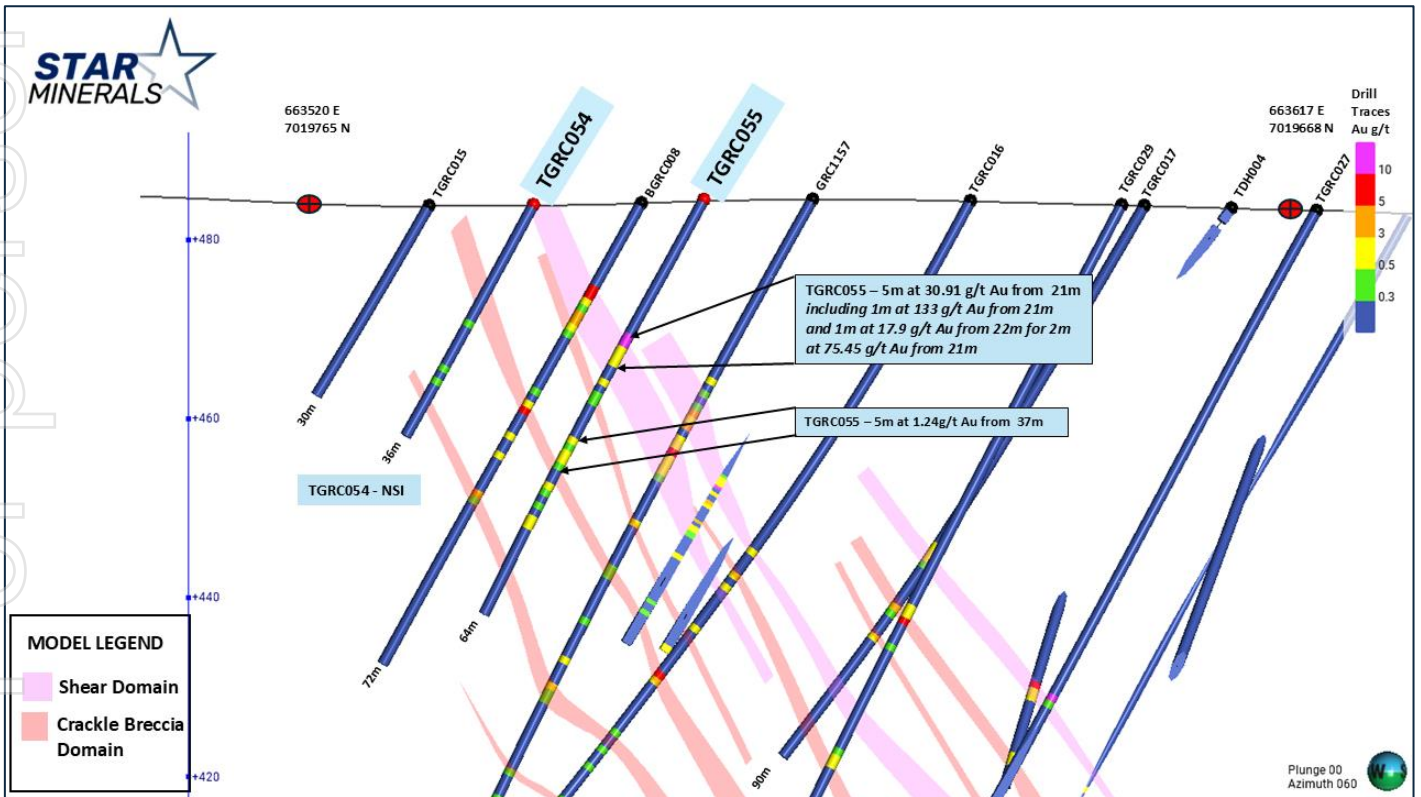 STAR
MINERALS
663520 E
7019765 N
TGRC015
TGRC054
BGRC008
TGRC055
GRC1157
TGRC016
TGRC029
TGRC017
TDH004
663617 E
7019668 N
TGRC027
Drill
Traces
Au g/t
10
5
3
0.5
0.3
+480
+460
+440
+420
TGRC055 – 5m at 30.91 g/t Au from 21m
including 1m at 133 g/t Au from 21m
and 1m at 17.9 g/t Au from 22m for 2m
at 75.45 g/t Au from 21m
TGRC055 – 5m at 1.24g/t Au from 37m
30m
36m
TGRC054 - NSI
64m
72m
90m
MODEL LEGEND
Shear Domain
Crackle Breccia
Domain
Plunge 00
Azimuth 060
W
S